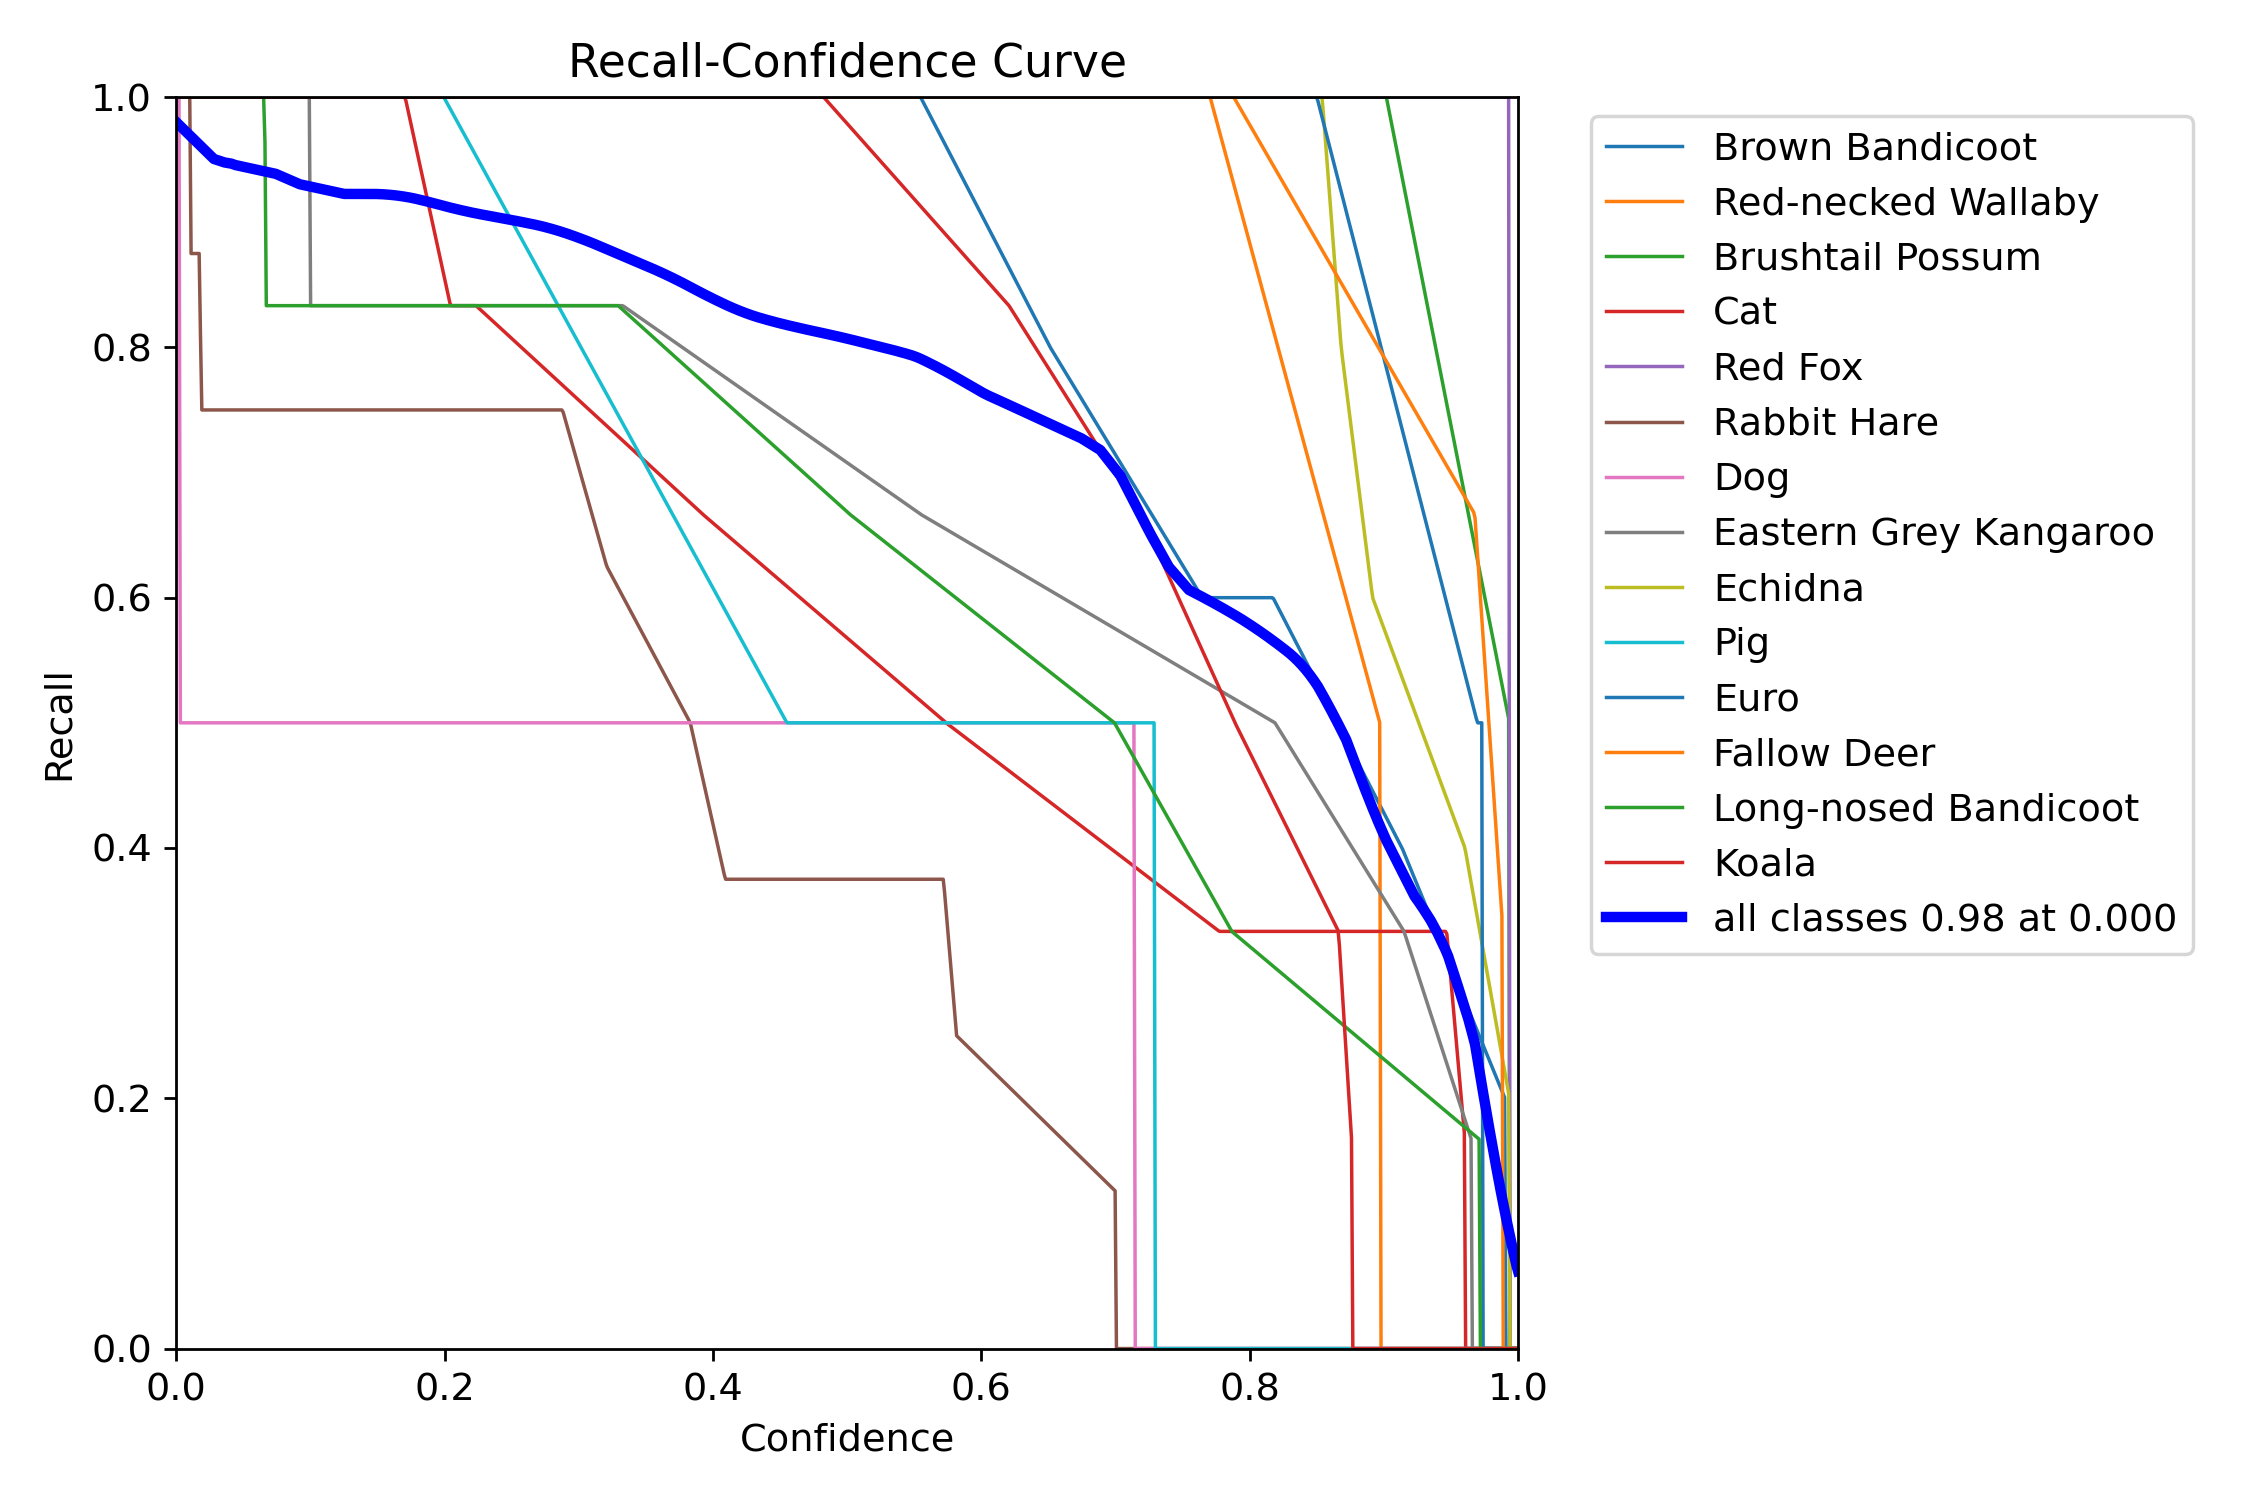 Recall-Confidence Curve
1.0
0.8
0.6
0.4
0.2
0.0
Recall
0.0 0.2 0.4 0.6 0.8 1.0
Confidence
Brown Bandicoot
Red-necked Wallaby
Brushtail Possum
Cat
Red Fox
Rabbit Hare
Dog
Eastern Grey Kangaroo
Echidna
Pig
Euro
Fallow Deer
Long-nosed Bandicoot
Koala
all classes 0.98 at 0.000